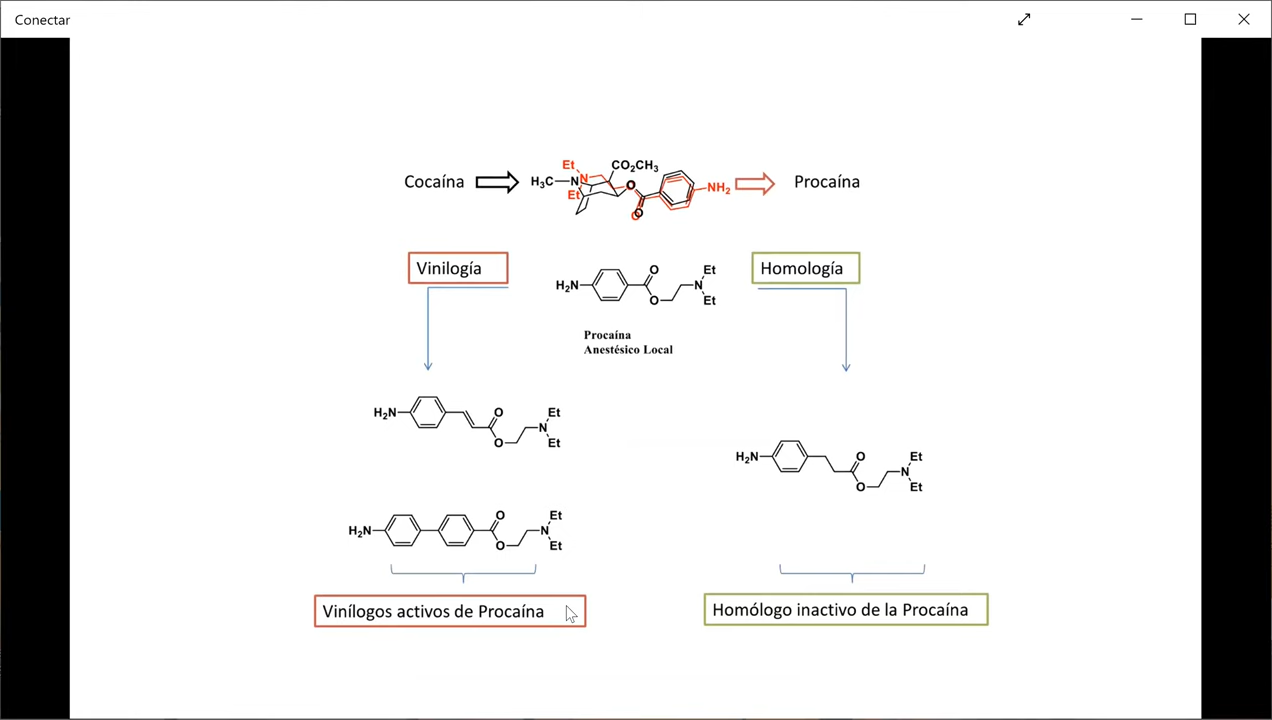 Conectar
Cocaína
Et
CO₂CH₃
H₃C
N
N
Et
O
O
O
NH₂
Procaína
Vinilogía
Homología
H₂N
O
O
N
Et
Et
Procaína
Anestésico Local
H₂N
O
O
N
Et
Et
H₂N
O
O
N
Et
Et
H₂N
O
O
N
Et
Et
Vinílogos activos de Procaína
Homólogo inactivo de la Procaína